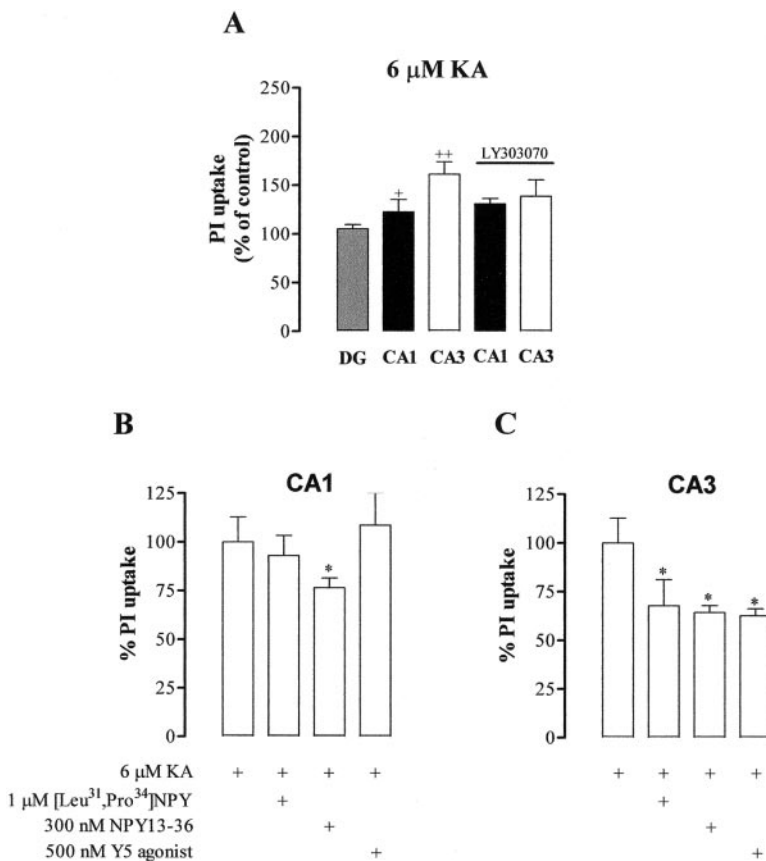 A
6 µM KA
250
200
150
100
50
0
PI uptake
(% of control)
+
++
LY303070
DG CA1 CA3 CA1 CA3
B
CA1
125
100
75
50
25
0
% PI uptake
*
C
CA3
125
100
75
50
25
0
% PI uptake
* * *
6 µM KA + + + + + + + +
1 µM [Leu31,Pro34]NPY + +
300 nM NPY13-36 + +
500 nM Y5 agonist + +